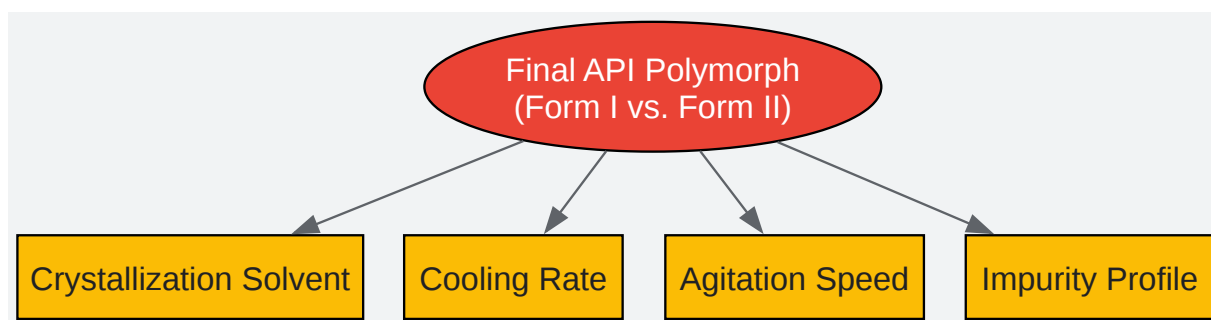 Final API Polymorph
(Form I vs. Form II)
Crystallization Solvent
Cooling Rate
Agitation Speed
Impurity Profile